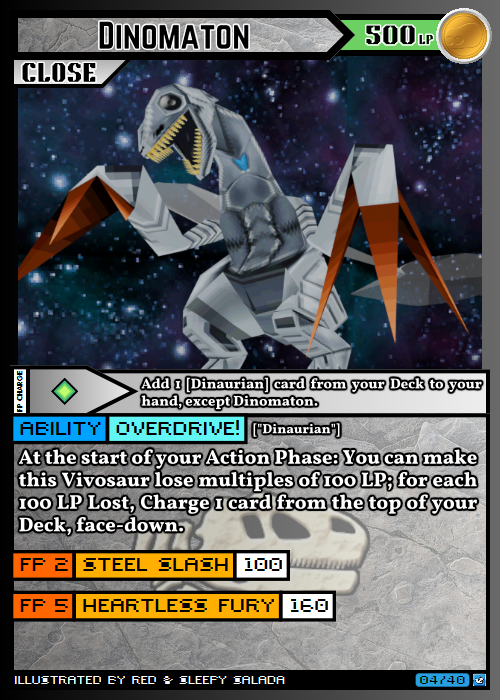 DINOMATON
500 LP
CLOSE
FP CHARGE
Add 1 [Dinaurian] card from your Deck to your
hand, except Dinomaton.
ABILITY OVERDRIVE! ["Dinaurian"]
At the start of your Action Phase: You can make
this Vivosaur lose multiples of 100 LP; for each
100 LP Lost, Charge 1 card from the top of your
Deck, face-down.
FP 2 STEEL SLASH 100
FP 5 HEARTLESS FURY 160
ILLUSTRATED BY RED & SLEEPY SALADA
04/40